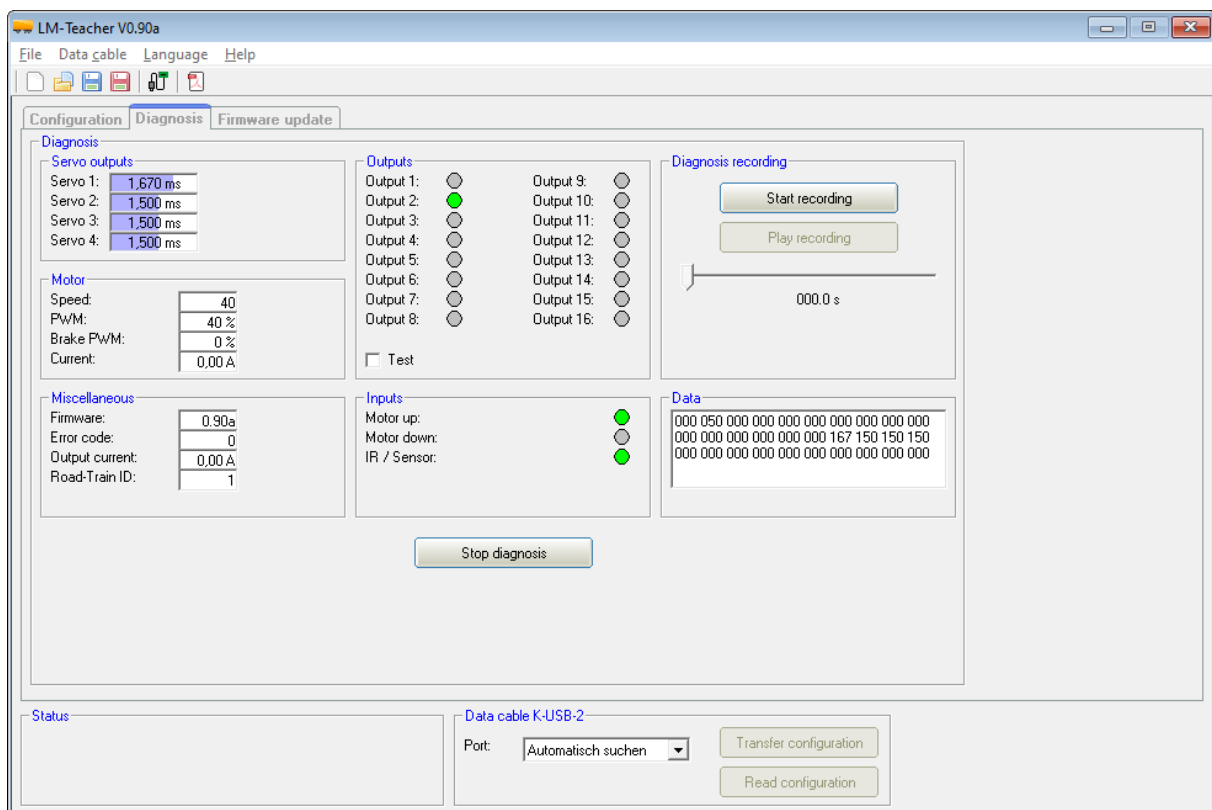 LM-Teacher V0.90a
File Data cable Language Help
Configuration Diagnosis Firmware update
Diagnosis
Servo outputs
Servo 1: 1,670 ms
Servo 2: 1,500 ms
Servo 3: 1,500 ms
Servo 4: 1,500 ms
Motor
Speed: 40
PWM: 40 %
Brake PWM: 0 %
Current: 0,00 A
Outputs
Output 1: Output 9:
Output 2: Output 10:
Output 3: Output 11:
Output 4: Output 12:
Output 5: Output 13:
Output 6: Output 14:
Output 7: Output 15:
Output 8: Output 16:
Test
Diagnosis recording
Start recording
Play recording
000.0 s
Miscellaneous
Firmware: 0.90a
Error code: 0
Output current: 0,00 A
Road-Train ID: 1
Inputs
Motor up:
Motor down:
IR / Sensor:
Data
000 050 000 000 000 000 000 000 000 000
000 000 000 000 000 000 167 150 150 150
000 000 000 000 000 000 000 000 000 000
Stop diagnosis
Status
Data cable K-USB-2
Port: Automatisch suchen
Transfer configuration
Read configuration